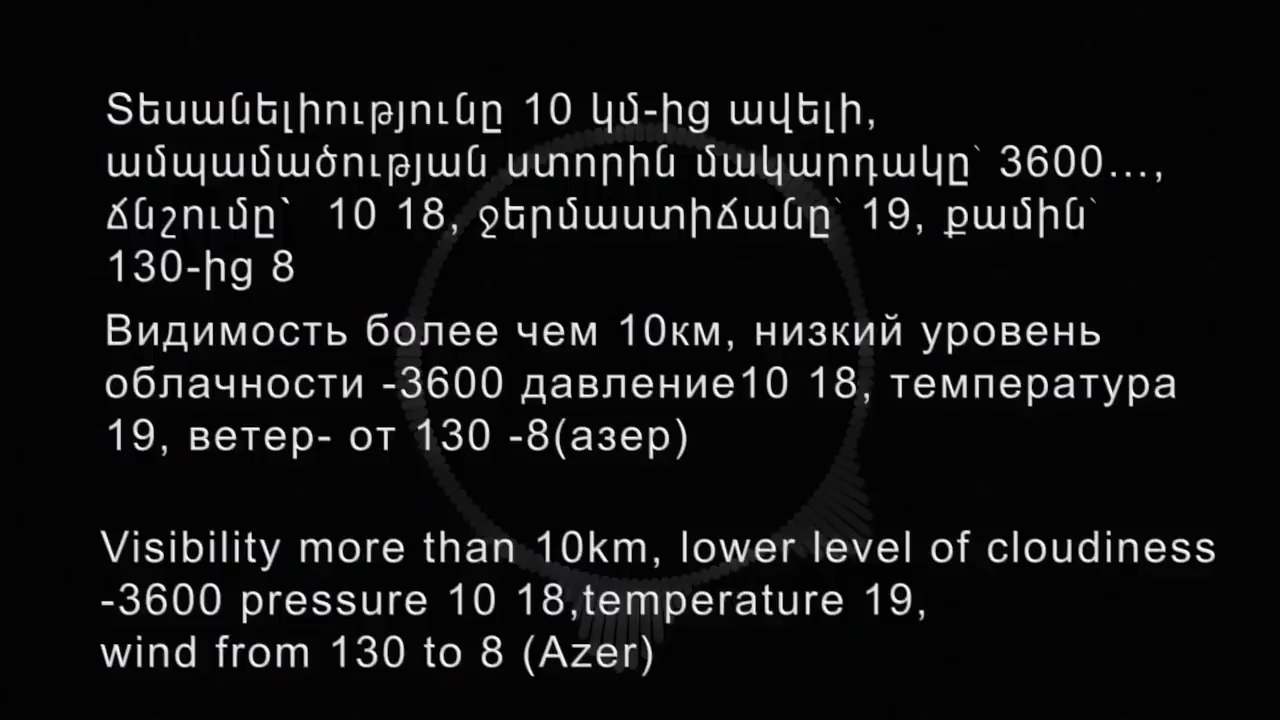 Տեսանելիությունը 10 կմ-ից ավելի,
ամպամածության ստորին մակարդակը՝ 3600...,
ճնշումը` 10 18, ջերմաստիճանը՝ 19, քամին՝
130-ից 8
Видимость более чем 10км, низкий уровень
облачности -3600 давление10 18, температура
19, ветер- от 130 -8(азер)
Visibility more than 10km, lower level of cloudiness
-3600 pressure 10 18,temperature 19,
wind from 130 to 8 (Azer)